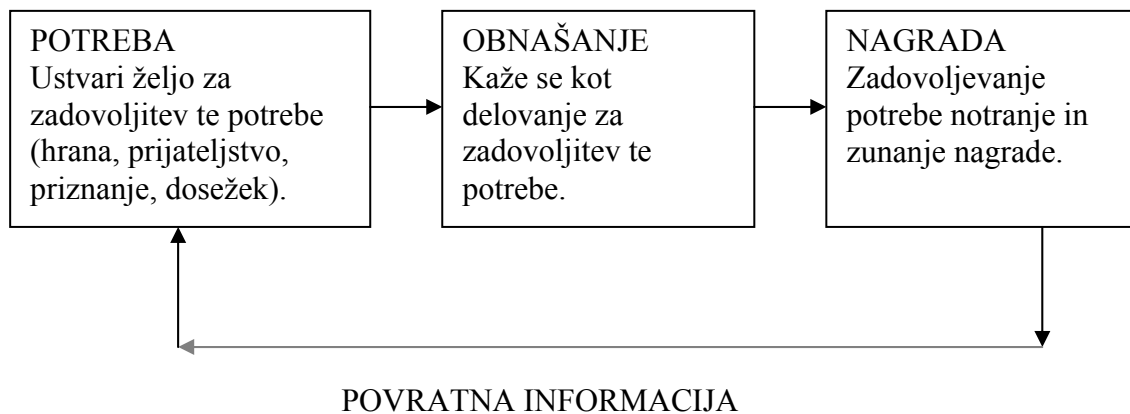 POTREBA
Ustvari željo za
zadovoljitev te potrebe
(hrana, prijateljstvo,
priznanje, dosežek).
OBNAŠANJE
Kaže se kot
delovanje za
zadovoljitev te
potrebe.
NAGRADA
Zadovoljevanje
potrebe notranje in
zunanje nagrade.
POVRATNA INFORMACIJA